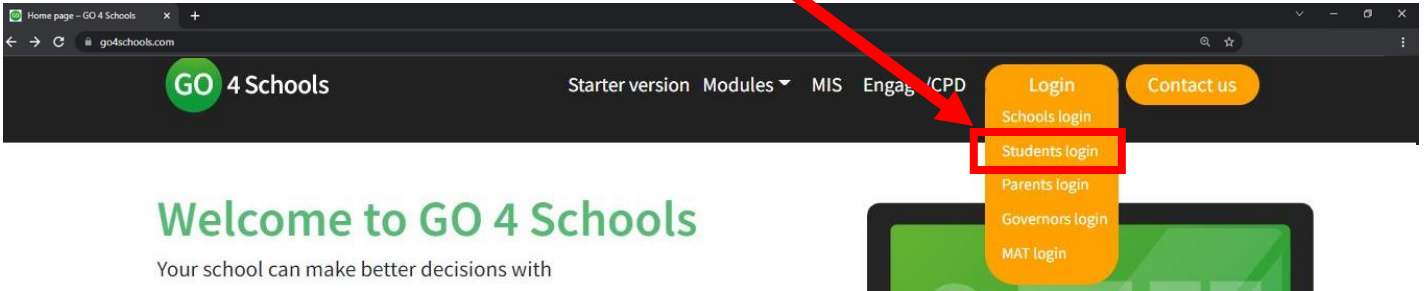 Home page – GO 4 Schools
go4schools.com
GO 4 Schools
Starter version Modules MIS Login Contact us
Schools login
Students login
Parents login
Governors login
MAT login
Welcome to GO 4 Schools
Your school can make better decisions with